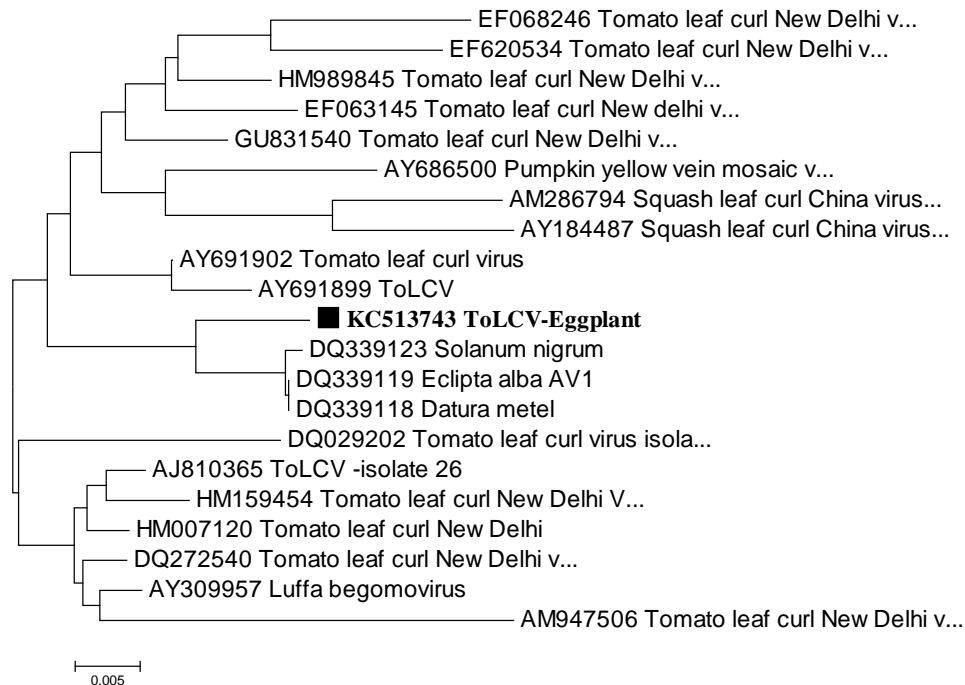 EF068246 Tomato leaf curl New Delhi v...
EF620534 Tomato leaf curl New Delhi v...
HM989845 Tomato leaf curl New Delhi v...
EF063145 Tomato leaf curl New delhi v...
GU831540 Tomato leaf curl New Delhi v...
AY686500 Pumpkin yellow vein mosaic v...
AM286794 Squash leaf curl China virus...
AY184487 Squash leaf curl China virus...
AY691902 Tomato leaf curl virus
AY691899 ToLCV
KC513743 ToLCV-Eggplant
DQ339123 Solanum nigrum
DQ339119 Eclipta alba AV1
DQ339118 Datura metel
DQ029202 Tomato leaf curl virus isola...
AJ810365 ToLCV -isolate 26
HM159454 Tomato leaf curl New Delhi V...
HM007120 Tomato leaf curl New Delhi
DQ272540 Tomato leaf curl New Delhi v...
AY309957 Luffa begomovirus
AM947506 Tomato leaf curl New Delhi v...
0.005